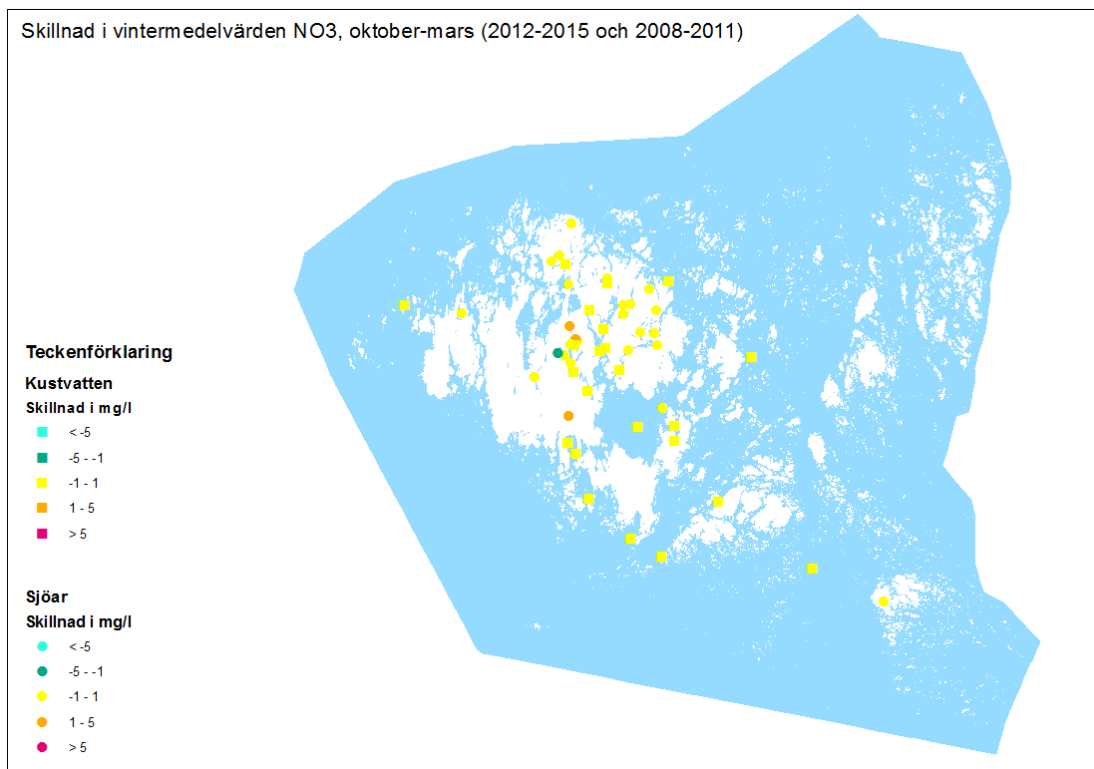 Skillnad i vintermedelvärden NO3, oktober-mars (2012-2015 och 2008-2011)
Teckenförklaring
Kustvatten
Skillnad i mg/l
< -5
-5 - -1
-1 - 1
1 - 5
> 5
Sjöar
Skillnad i mg/l
< -5
-5 - -1
-1 - 1
1 - 5
> 5